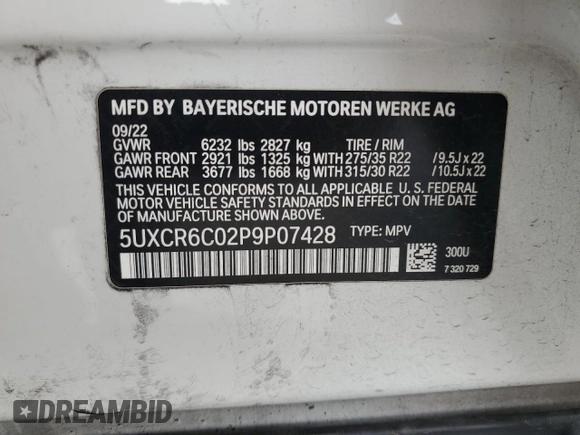 MFD BY BAYERISCHE MOTOREN WERKE AG
09/22
GVWR 6232 lbs 2827 kg TIRE / RIM
GAWR FRONT 2921 lbs 1325 kg WITH 275/35 R22 /9.5J x 22
GAWR REAR 3677 lbs 1668 kg WITH 315/30 R22 /10.5J x 22
THIS VEHICLE CONFORMS TO ALL APPLICABLE U. S. FEDERAL
MOTOR VEHICLE SAFETY STANDARDS IN EFFECT ON THE DATE
OF MANUFACTURE SHOWN ABOVE.
5UXCR6C02P9P07428 TYPE: MPV
300U
7 320 729
DREAMBID